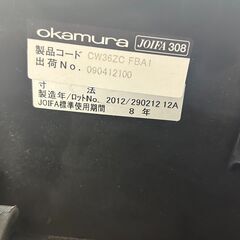 okamura JOIFA 308
製品コード CW36ZC FBA1
出荷No. 090412100
寸 法
製造年/ロットNo. 2012/290212 12A
JOIFA標準使用期間 8 年